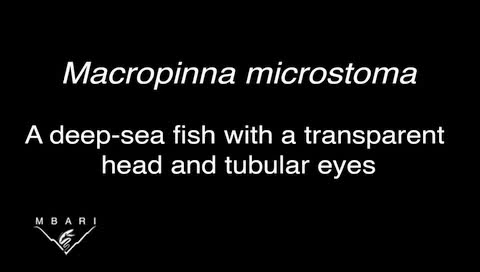 Macropinna microstoma
A deep-sea fish with a transparent
head and tubular eyes
MBARI